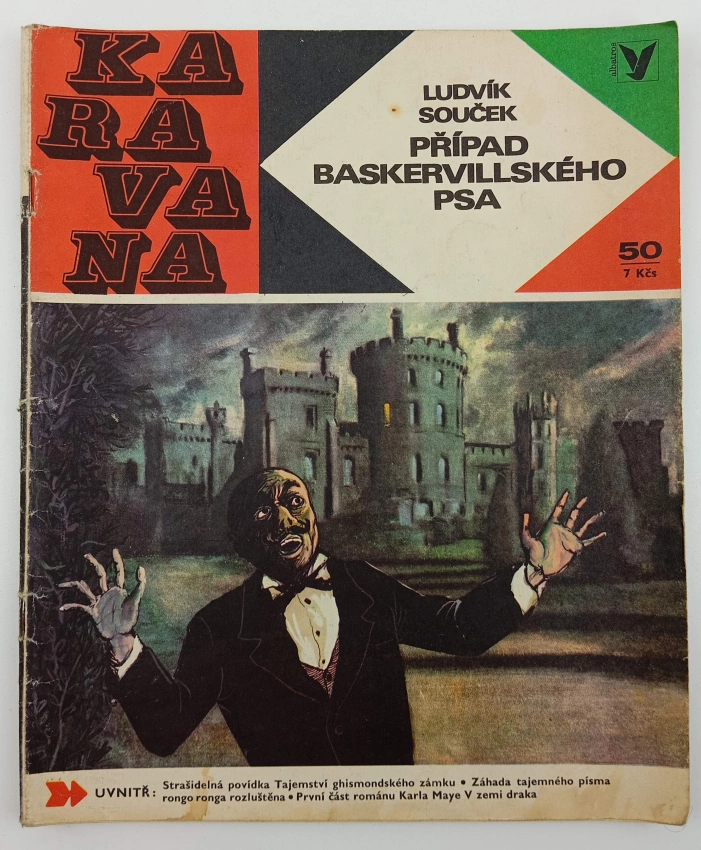 KA
RA
VA
NA
LUDVÍK
SOUČEK
PŘÍPAD
BASKERVILLSKÉHO
PSA
albatros
50
7 Kčs
UVNITŘ: Strašidelná povídka Tajemství ghismondského zámku • Záhada tajemného písma
rongo ronga rozluštěna • První část románu Karla Maye V zemi draka